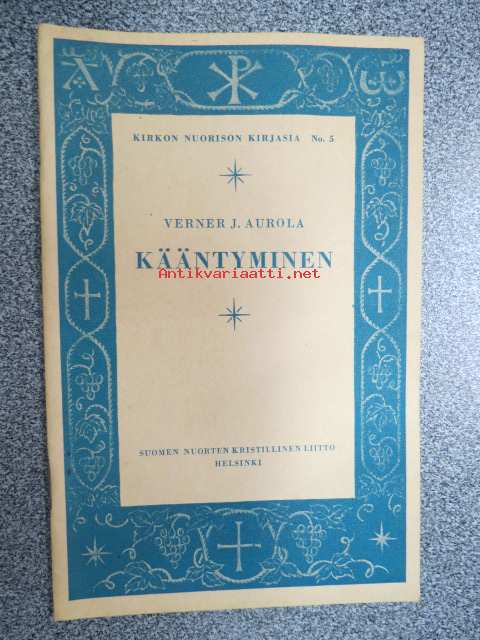 KIRKON NUORISON KIRJASIA No. 5
VERNER J. AUROLA
KÄÄNTYMINEN
Antikvariaatti.net
SUOMEN NUORTEN KRISTILLINEN LIITTO
HELSINKI